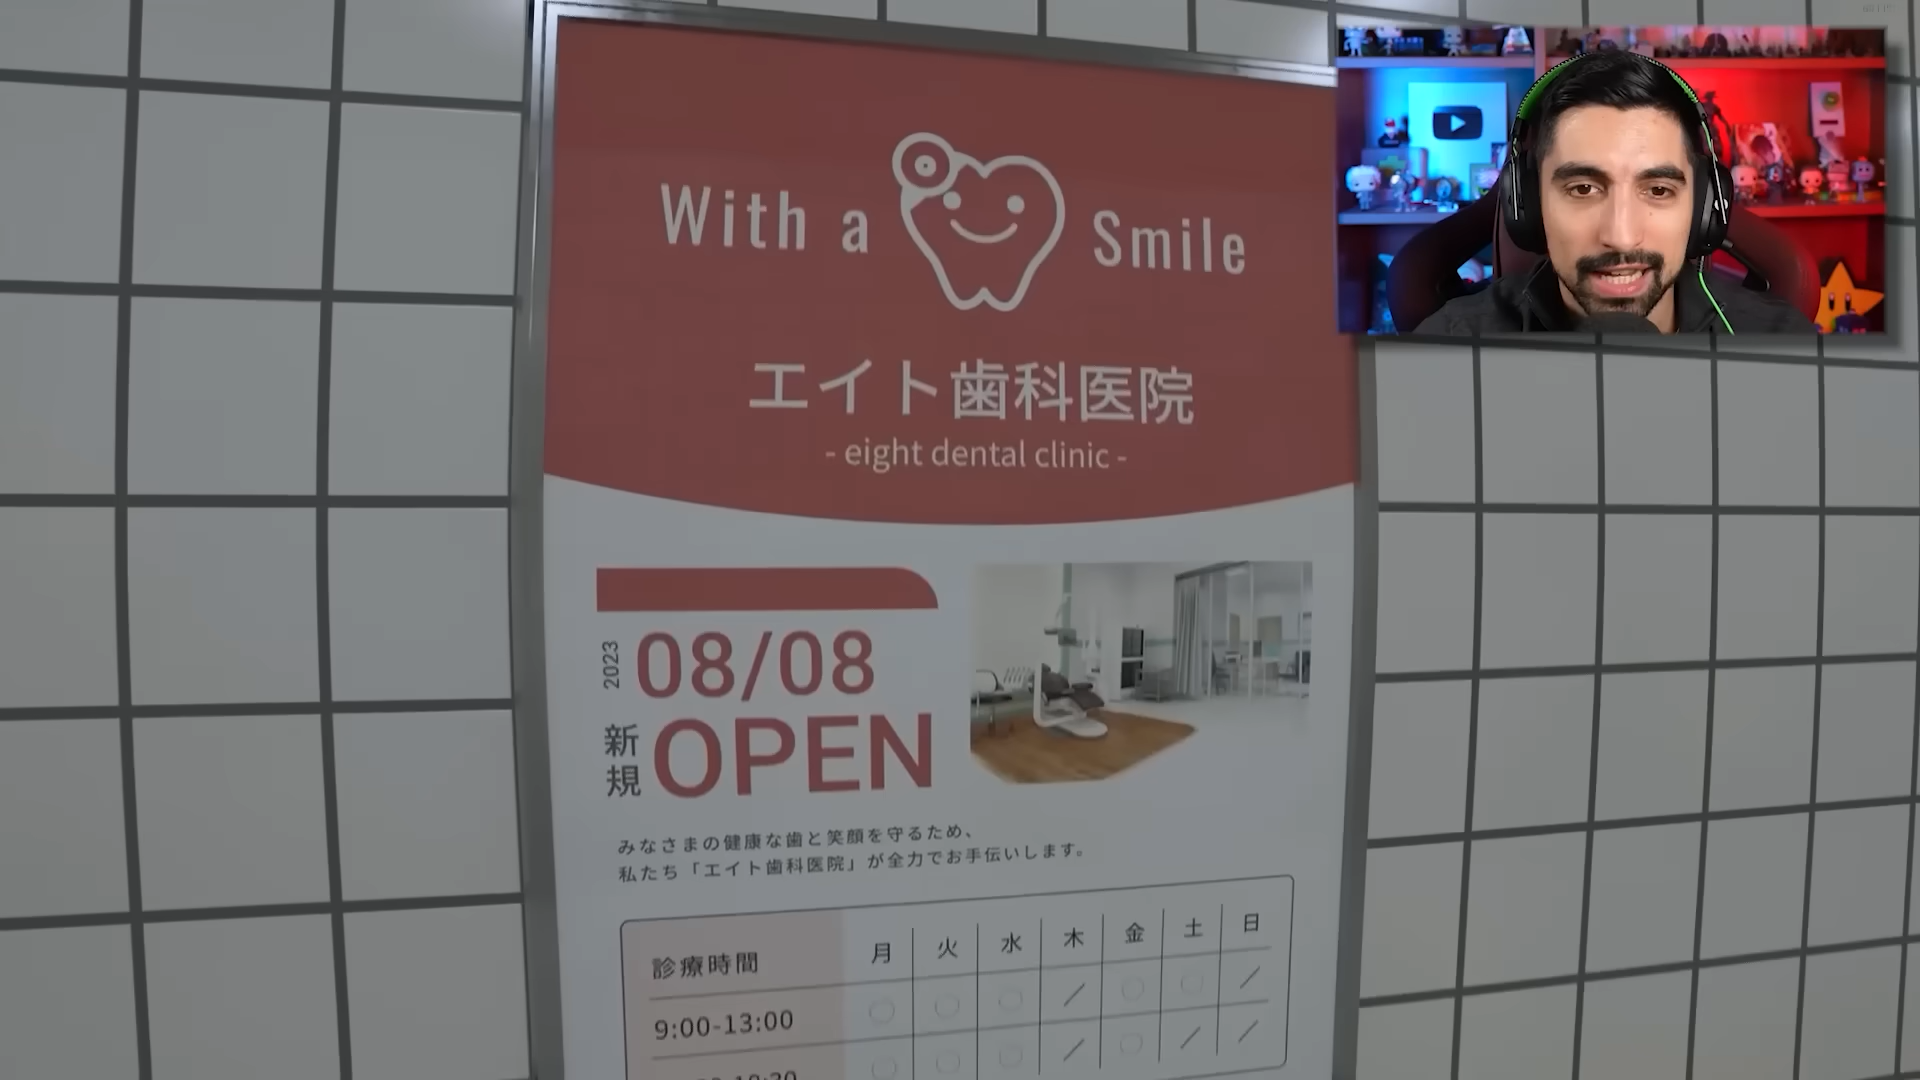 With a Smile
エイト歯科医院
- eight dental clinic -
2023 08/08
新規 OPEN
みなさまの健康な歯と笑顔を守るため、
私たち「エイト歯科医院」が全力でお手伝いします。
診療時間 月 火 水 木 金 土 日
9:00-13:00 ○ ○ ○ / ○ ○ /
○ ○ ○ / ○ / /